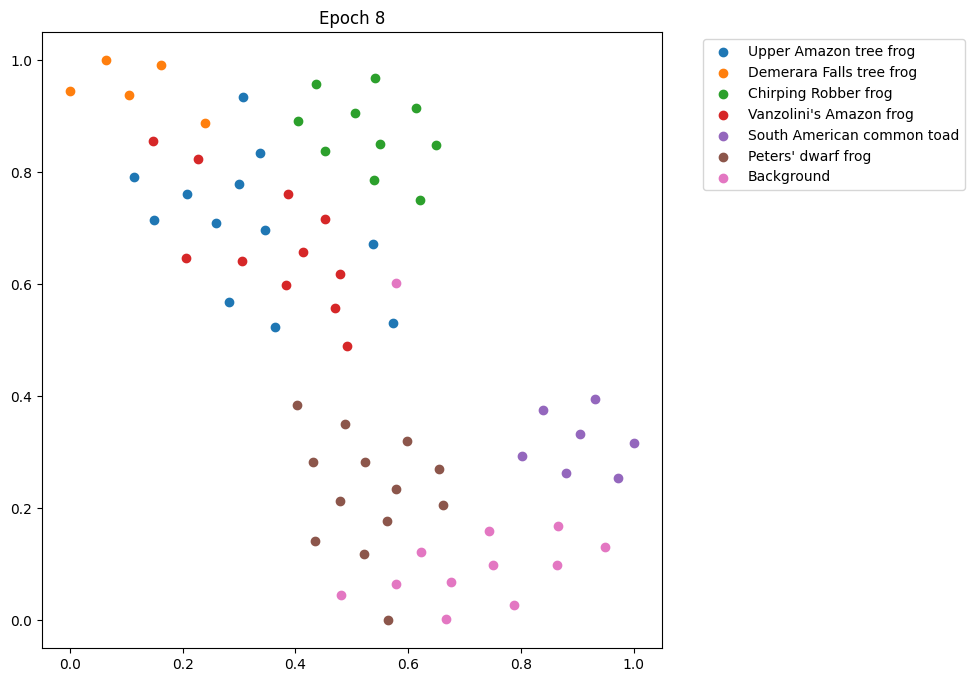 Epoch 8
Upper Amazon tree frog
Demerara Falls tree frog
Chirping Robber frog
Vanzolini's Amazon frog
South American common toad
Peters' dwarf frog
Background
1.0
0.8
0.6
0.4
0.2
0.0
0.0 0.2 0.4 0.6 0.8 1.0